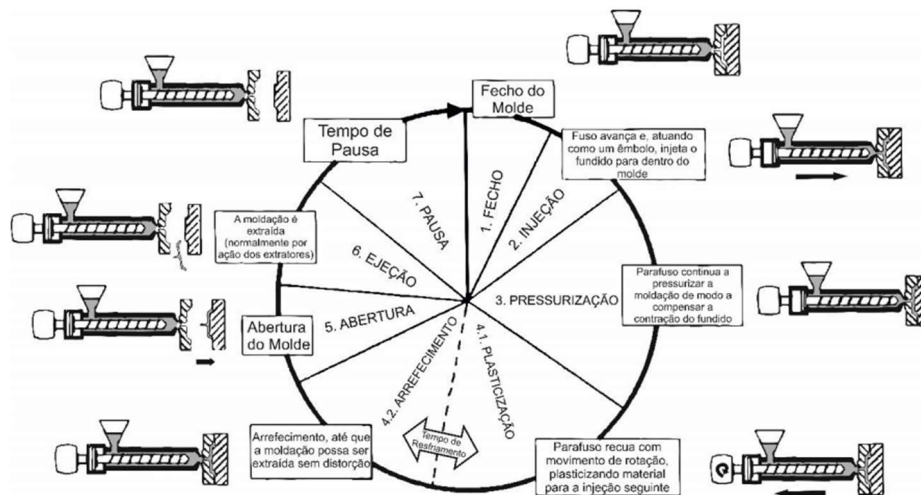 Fecho do
Molde
Tempo de
Pausa
Fuso avança e, atuando
como um êmbolo, injeta o
fundido para dentro do
molde
1. FECHO
2. INJEÇÃO
7. PAUSA
A moldação é
extraída
(normalmente por
ação dos extratores)
6. EJEÇÃO
3. PRESSURIZAÇÃO
Parafuso continua a
pressurizar a
moldação de modo a
compensar a
contração do fundido
Abertura
do Molde
5. ABERTURA
4.2. ARREFECIMENTO
4.1. PLASTICIZAÇÃO
Tempo de
Resfriamento
Arrefecimento, até que
a moldação possa ser
extraída sem distorção
Parafuso recua com
movimento de rotação,
plasticizando material
para a injeção seguinte